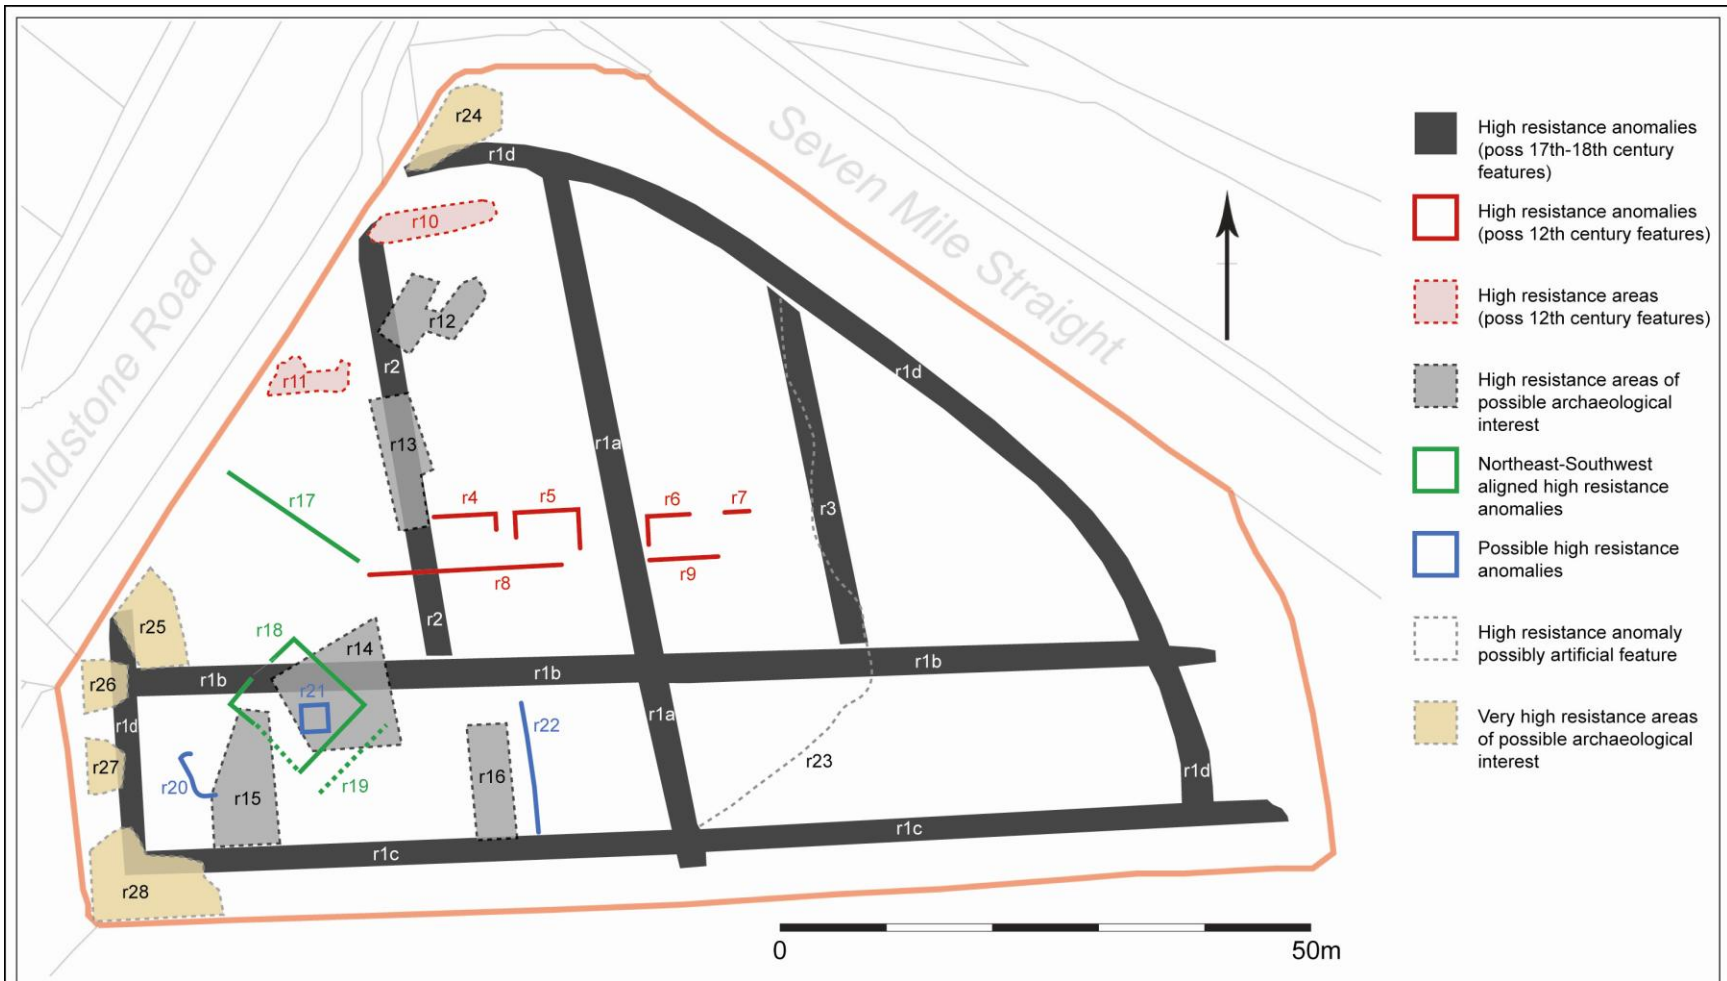 r24
r1d
Seven Mile Straight
Oldstone Road
r10
r12
r2
r11
r1d
r13
r1a
r17
r4
r5
r6
r7
r3
r8
r9
r2
r25
r18
r14
r26
r1b
r21
r1b
r1b
r1d
r22
r1a
r27
r20
r19
r15
r16
r23
r1d
r1c
r1c
r28
0
50m
High resistance anomalies
(poss 17th-18th century
features)
High resistance anomalies
(poss 12th century features)
High resistance areas
(poss 12th century features)
High resistance areas of
possible archaeological
interest
Northeast-Southwest
aligned high resistance
anomalies
Possible high resistance
anomalies
High resistance anomaly
possibly artificial feature
Very high resistance areas
of possible archaeological
interest